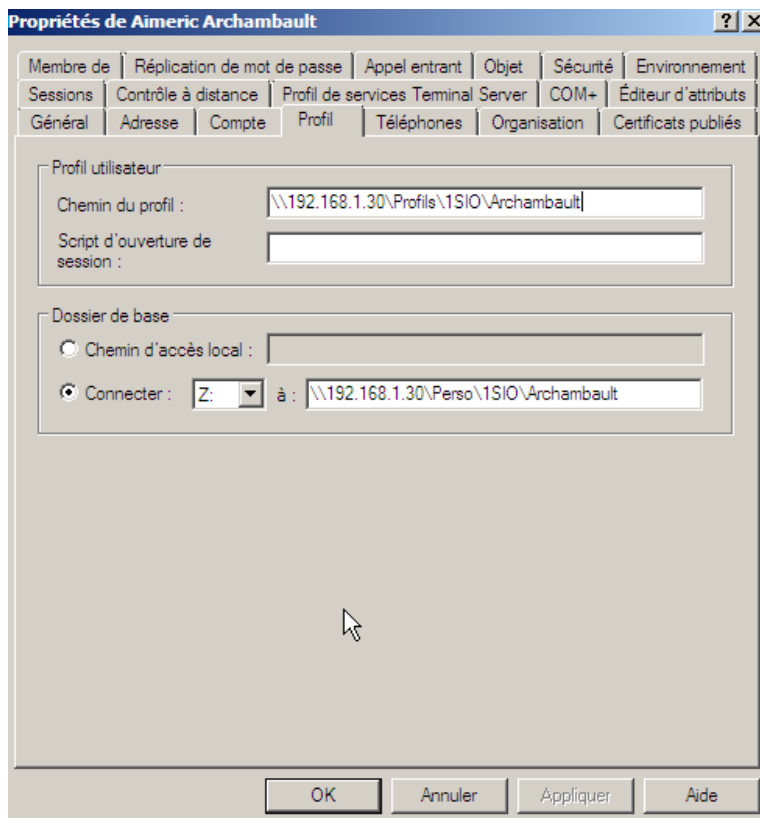 Propriétés de Aimeric Archambault
Membre de Réplication de mot de passe Appel entrant Objet Sécurité Environnement
Sessions Contrôle à distance Profil de services Terminal Server COM+ Éditeur d'attributs
Général Adresse Compte Profil Téléphones Organisation Certificats publiés
Profil utilisateur
Chemin du profil : \\192.168.1.30\Profils\1SIO\Archambault
Script d'ouverture de
session :
Dossier de base
Chemin d'accès local :
Connecter : Z: à : \\192.168.1.30\Perso\1SIO\Archambault
OK Annuler Appliquer Aide